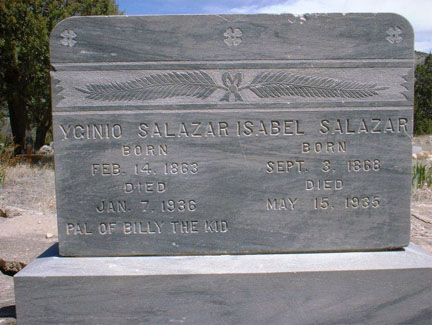 YGINIO SALAZAR
BORN
FEB. 14, 1863
DIED
JAN. 7, 1936
PAL OF BILLY THE KID
ISABEL SALAZAR
BORN
SEPT. 3, 1868
DIED
MAY 15, 1935